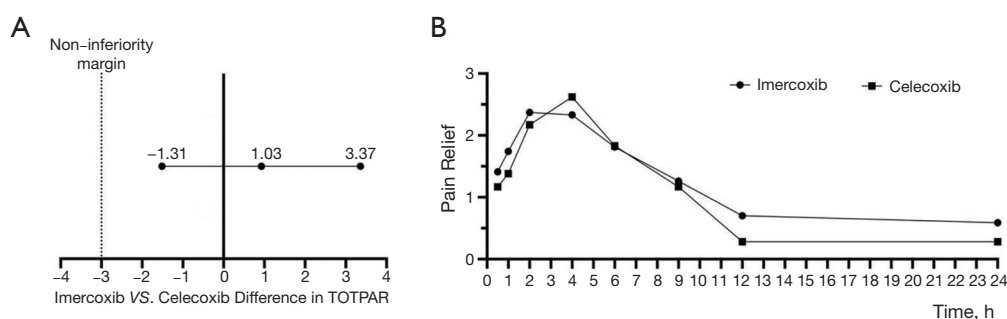 A
Non-inferiority
margin
−1.31 1.03 3.37
−4 −3 −2 −1 0 1 2 3 4
Imercoxib VS. Celecoxib Difference in TOTPAR
B
Imercoxib Celecoxib
Pain Relief
3
2
1
0
0 1 2 3 4 5 6 7 8 9 10 11 12 13 14 15 16 17 18 19 20 21 22 23 24
Time, h